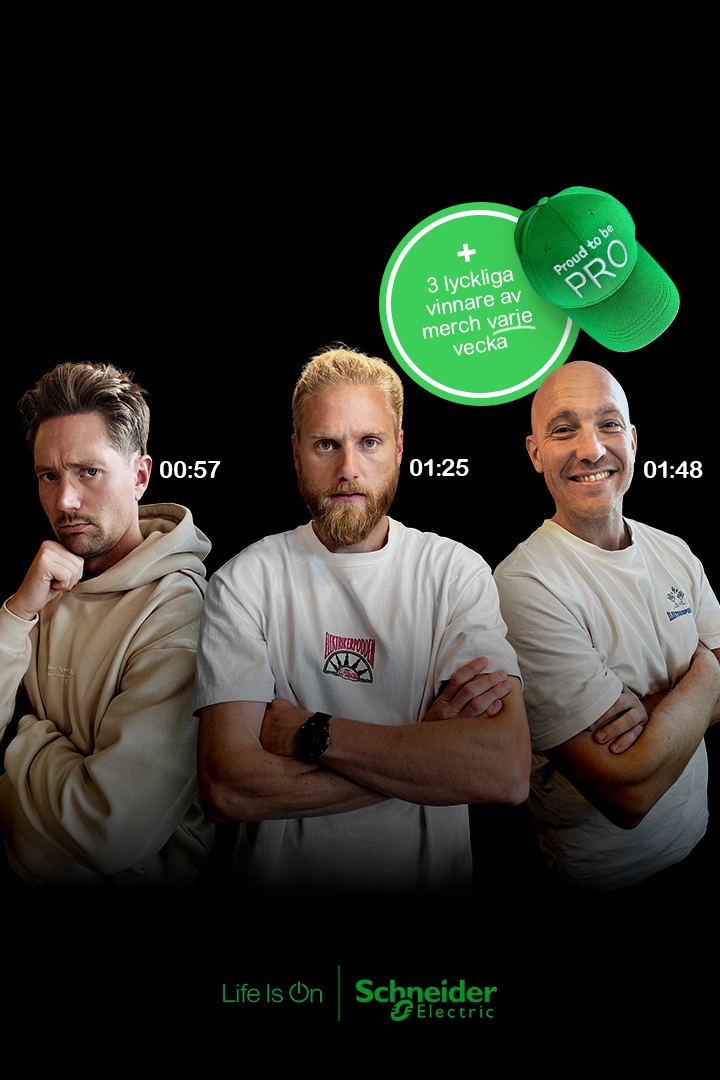 +
3 lyckliga
vinnare av
merch varje
vecka
Proud to be
PRO
00:57
01:25
01:48
ELEKTRIKERPODDEN
Life Is On
Schneider
Electric